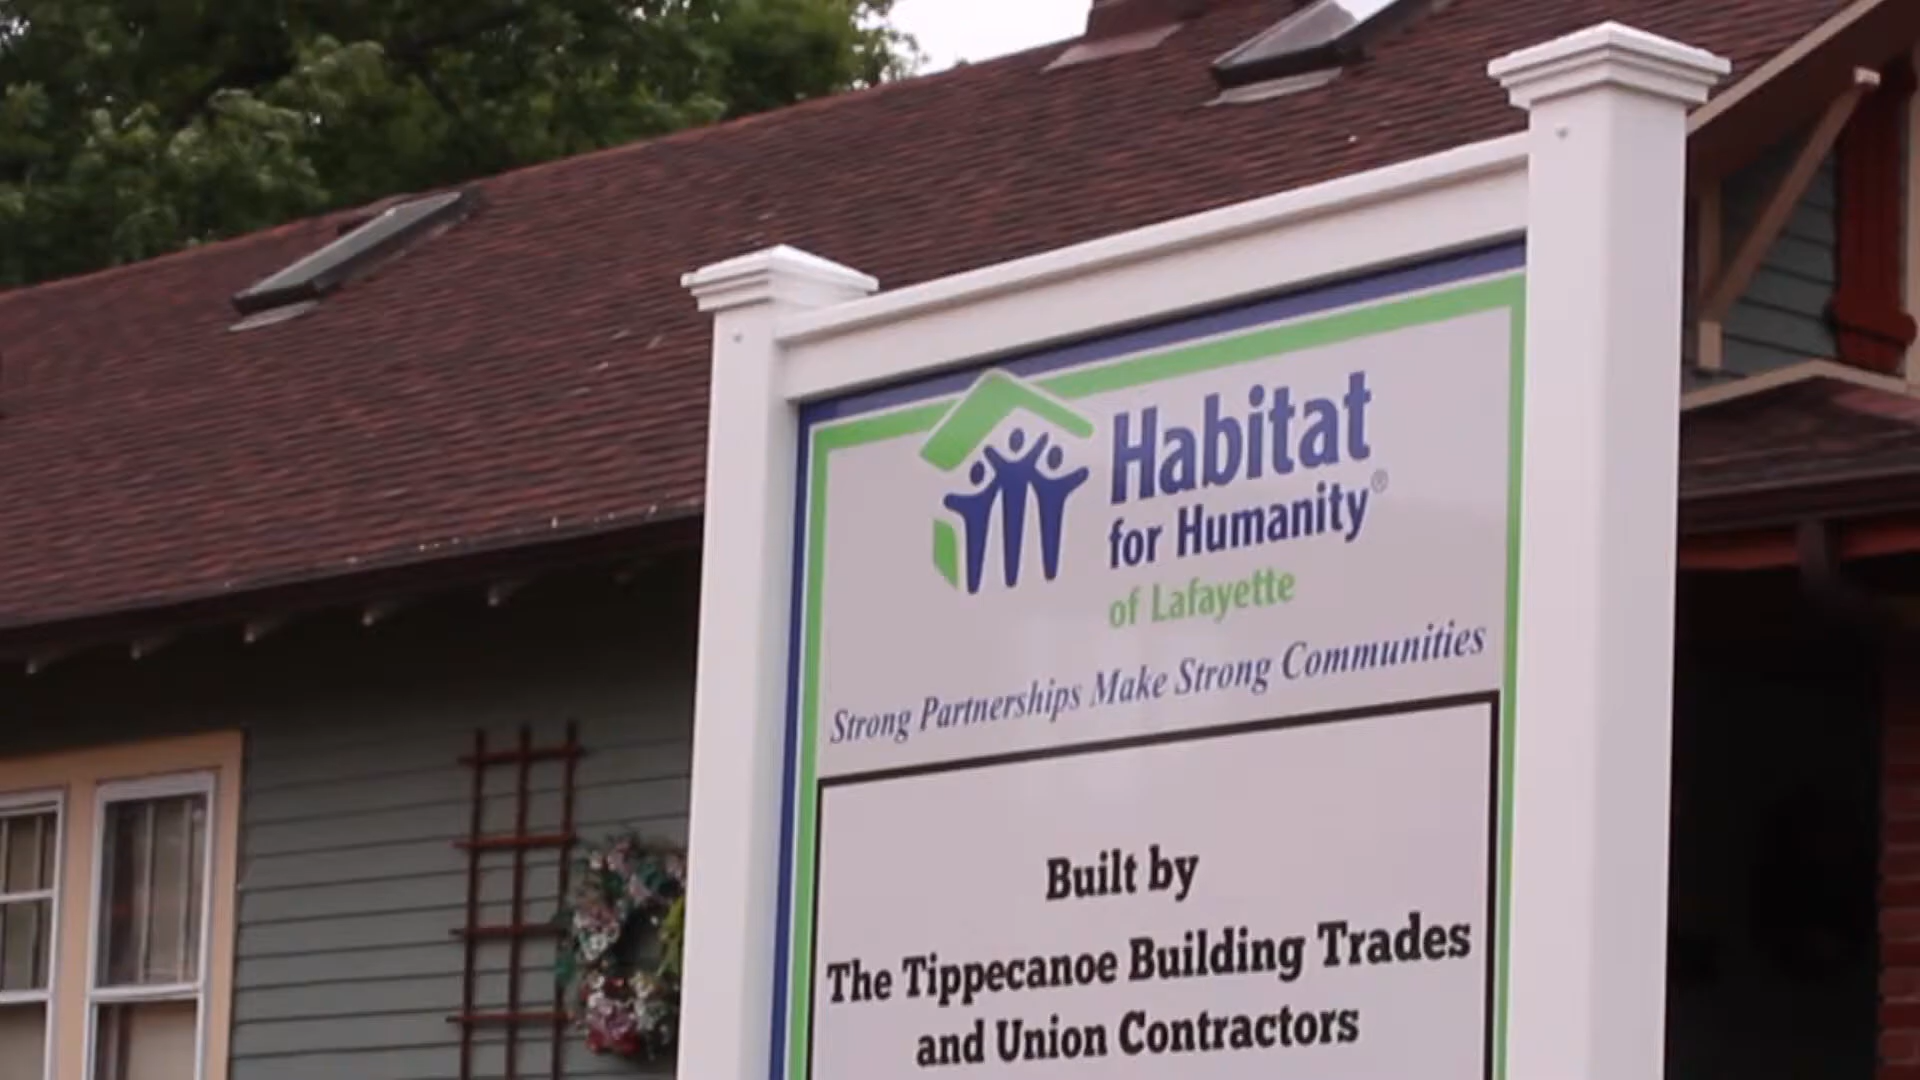 Habitat
for Humanity®
of Lafayette
Strong Partnerships Make Strong Communities
Built by
The Tippecanoe Building Trades
and Union Contractors